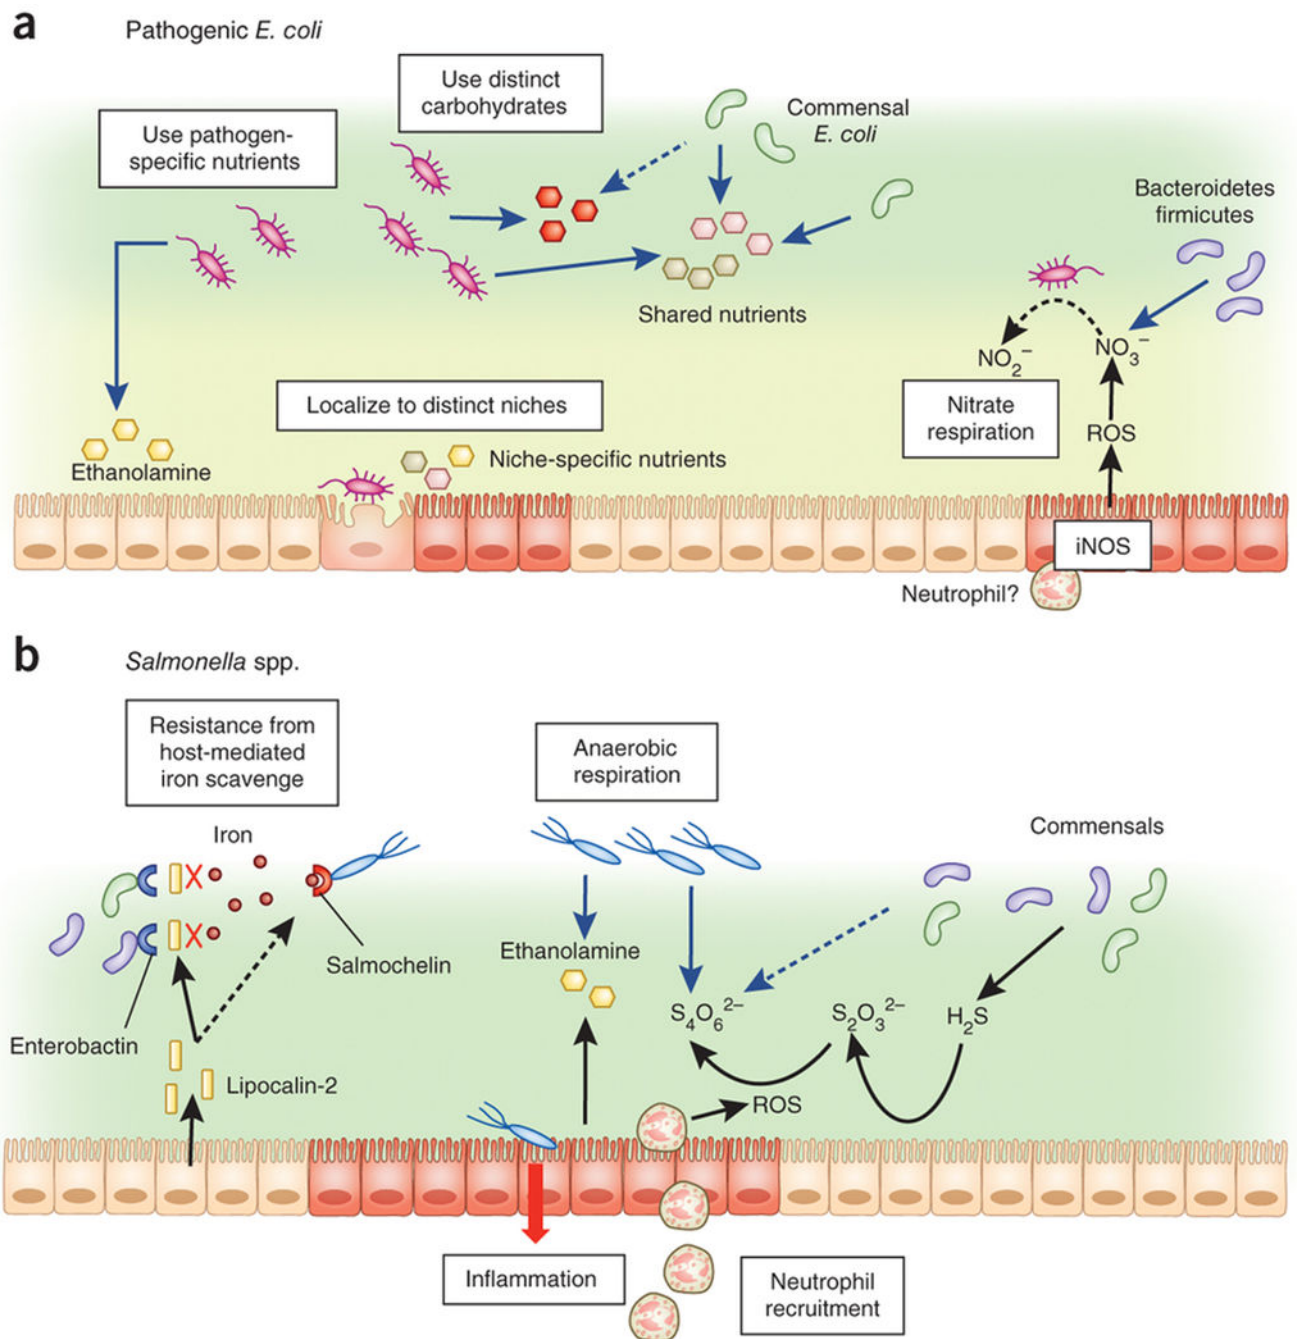 a
Pathogenic E. coli
Use distinct
carbohydrates
Use pathogen-
specific nutrients
Commensal
E. coli
Bacteroidetes
firmicutes
Shared nutrients
NO2–
NO3–
Localize to distinct niches
Nitrate
respiration
ROS
Niche-specific nutrients
Ethanolamine
iNOS
Neutrophil?
b
Salmonella spp.
Resistance from
host-mediated
iron scavenge
Anaerobic
respiration
Iron
Commensals
Salmochelin
Ethanolamine
Enterobactin
S4O62–
S2O32–
H2S
Lipocalin-2
ROS
Inflammation
Neutrophil
recruitment